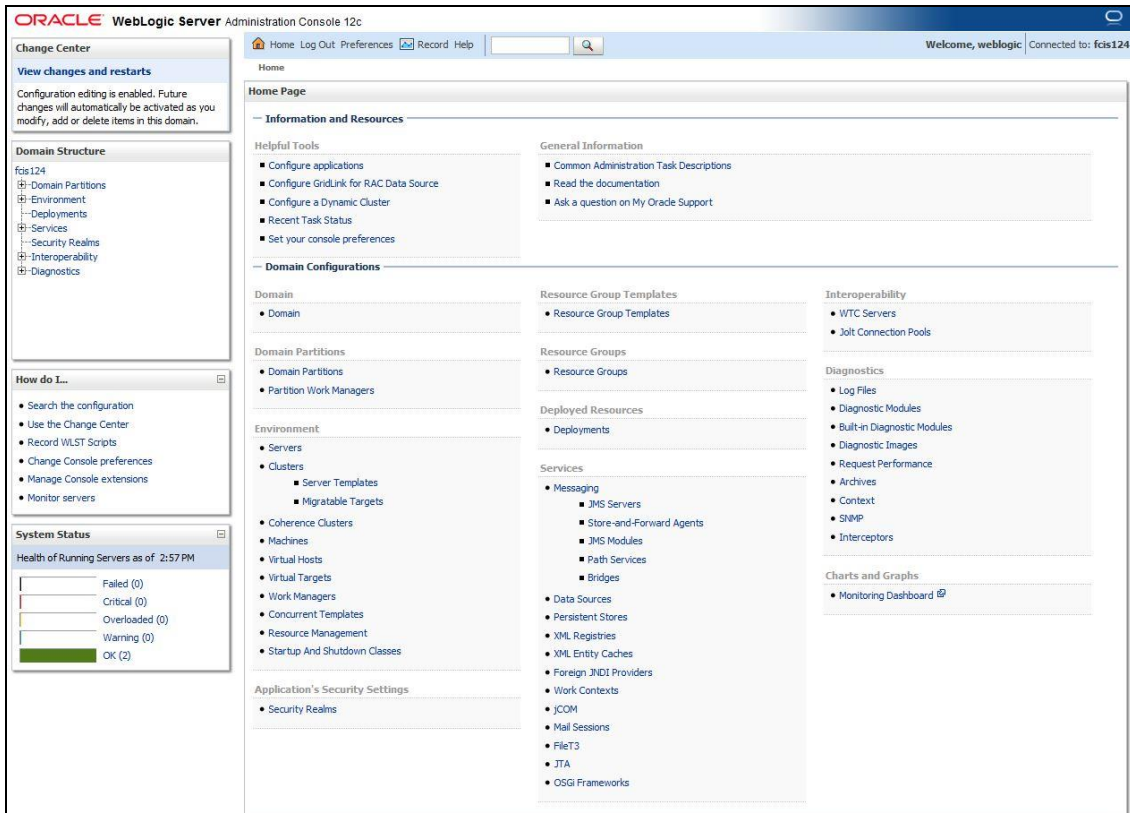 ORACLE WebLogic Server Administration Console 12c
Change Center
View changes and restarts
Configuration editing is enabled. Future
changes will automatically be activated as you
modify, add or delete items in this domain.
Domain Structure
fcis124
Domain Partitions
Environment
Deployments
Services
Security Realms
Interoperability
Diagnostics
How do I...
Search the configuration
Use the Change Center
Record WLST Scripts
Change Console preferences
Manage Console extensions
Monitor servers
System Status
Health of Running Servers as of 2:57 PM
Failed (0)
Critical (0)
Overloaded (0)
Warning (0)
OK (2)
Home Log Out Preferences Record Help
Welcome, weblogic Connected to: fcis124
Home
Home Page
Information and Resources
Helpful Tools
Configure applications
Configure GridLink for RAC Data Source
Configure a Dynamic Cluster
Recent Task Status
Set your console preferences
General Information
Common Administration Task Descriptions
Read the documentation
Ask a question on My Oracle Support
Domain Configurations
Domain
Domain
Domain Partitions
Domain Partitions
Partition Work Managers
Environment
Servers
Clusters
Server Templates
Migratable Targets
Coherence Clusters
Machines
Virtual Hosts
Virtual Targets
Work Managers
Concurrent Templates
Resource Management
Startup And Shutdown Classes
Application's Security Settings
Security Realms
Resource Group Templates
Resource Group Templates
Resource Groups
Resource Groups
Deployed Resources
Deployments
Services
Messaging
JMS Servers
Store-and-Forward Agents
JMS Modules
Path Services
Bridges
Data Sources
Persistent Stores
XML Registries
XML Entity Caches
Foreign JNDI Providers
Work Contexts
jCOM
Mail Sessions
FileT3
JTA
OSGi Frameworks
Interoperability
WTC Servers
Jolt Connection Pools
Diagnostics
Log Files
Diagnostic Modules
Built-in Diagnostic Modules
Diagnostic Images
Request Performance
Archives
Context
SNMP
Interceptors
Charts and Graphs
Monitoring Dashboard